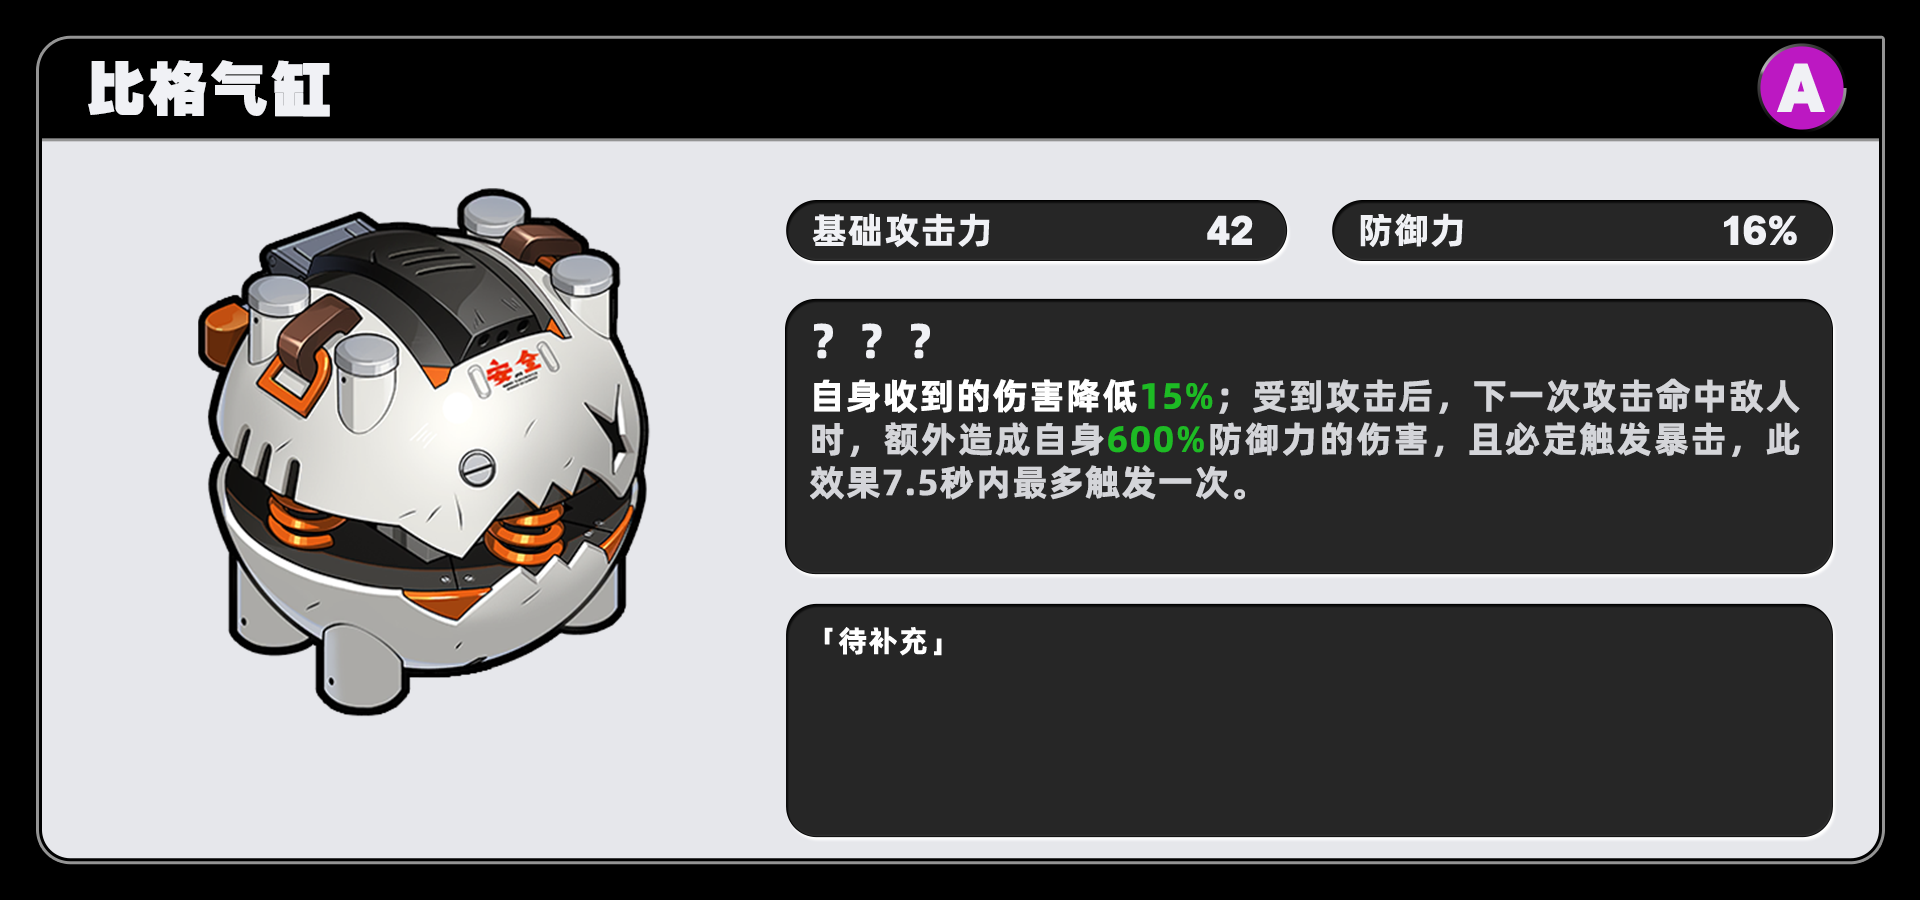 比格气缸
A
基础攻击力 42
防御力 16%
？？？
自身收到的伤害降低15%；受到攻击后，下一次攻击命中敌人
时，额外造成自身600%防御力的伤害，且必定触发暴击，此
效果7.5秒内最多触发一次。
安全
「待补充」